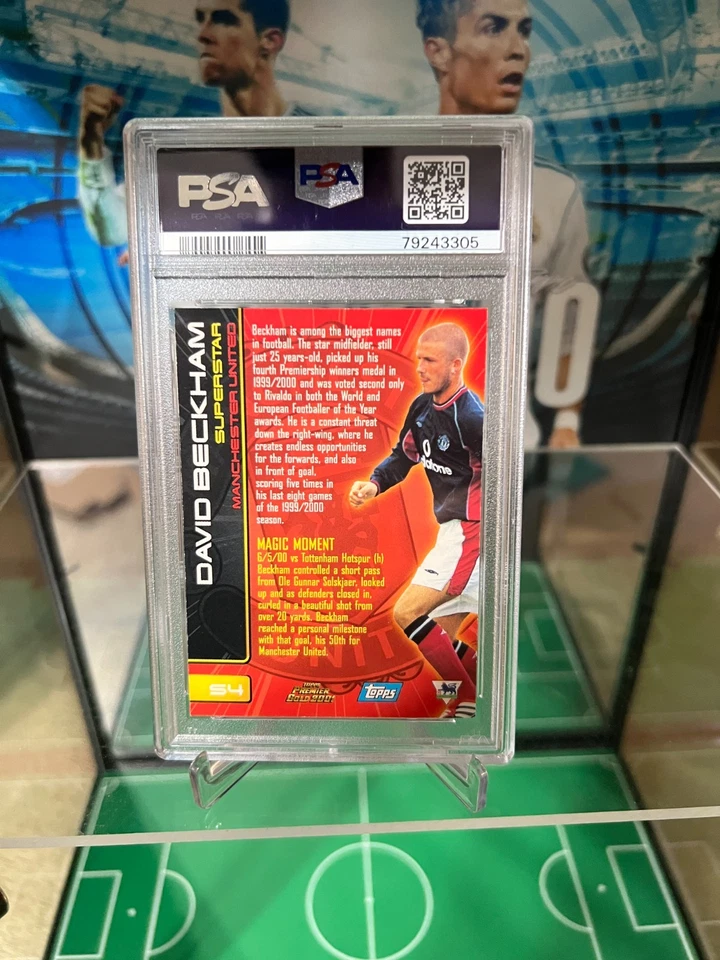 PSA
PSA
79243305
DAVID BECKHAM
SUPERSTAR
MANCHESTER UNITED
Beckham is among the biggest names
in football. The star midfielder, still
just 25 years-old, picked up his
fourth Premiership winners medal in
1999/2000 and was voted second only
to Rivaldo in both the World and
European Footballer of the Year
awards. He is a constant threat
down the right-wing, where he
creates endless opportunities
for the forwards, and also
in front of goal,
scoring five times in
his last eight games
of the 1999/2000
season.
MAGIC MOMENT
6/5/00 vs Tottenham Hotspur (h)
Beckham controlled a short pass
from Ole Gunnar Solskjaer, looked
up and as defenders closed in,
curled in a beautiful shot from
over 20 yards. Beckham
reached a personal milestone
with that goal, his 50th for
Manchester United.
vodafone
UNIT
S4
PREMIER
GOLD 2001
TOPPS